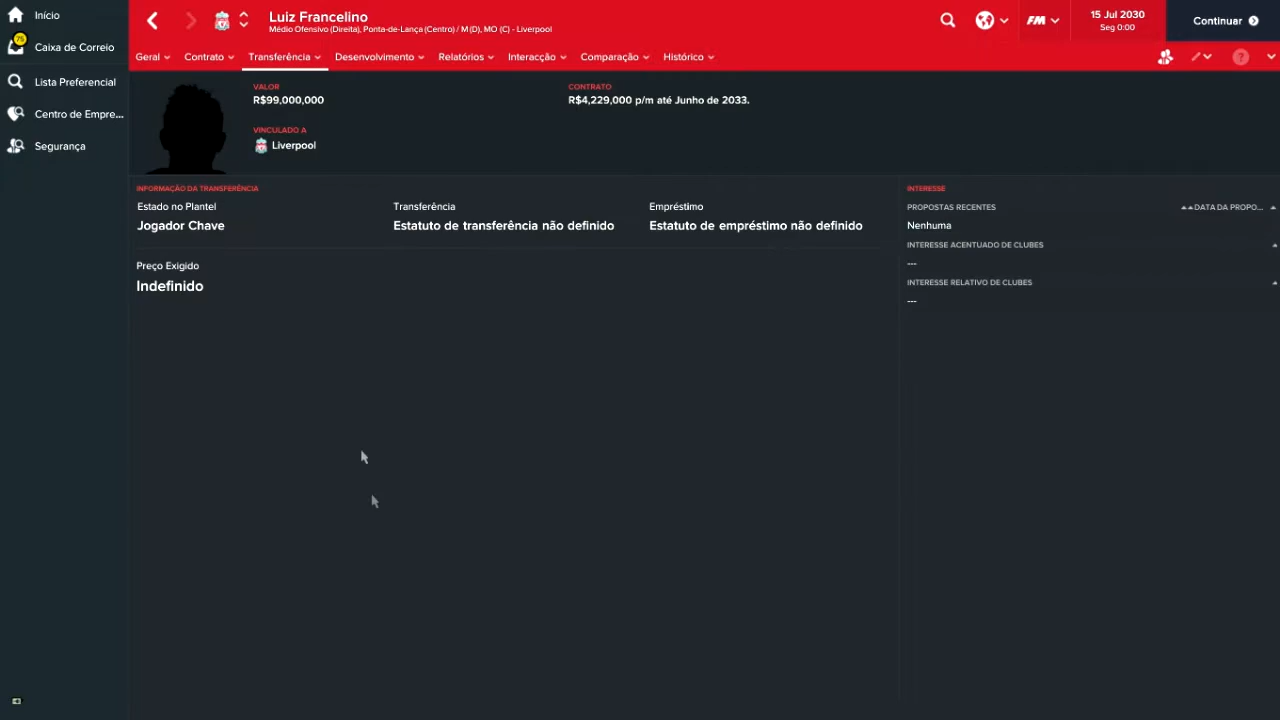 Início
75
Caixa de Correio
Lista Preferencial
Centro de Empre...
Segurança
Luiz Francelino
Médio Ofensivo (Direita), Ponta-de-Lança (Centro) / M (D), MO (C) - Liverpool
FM
15 Jul 2030
Seg 0:00
Continuar
Geral
Contrato
Transferência
Desenvolvimento
Relatórios
Interacção
Comparação
Histórico
?
VALOR
R$99,000,000
CONTRATO
R$4,229,000 p/m até Junho de 2033.
VINCULADO A
Liverpool
INFORMAÇÃO DA TRANSFERÊNCIA
Estado no Plantel
Jogador Chave
Transferência
Estatuto de transferência não definido
Empréstimo
Estatuto de empréstimo não definido
Preço Exigido
Indefinido
INTERESSE
PROPOSTAS RECENTES
DATA DA PROPO...
Nenhuma
INTERESSE ACENTUADO DE CLUBES
---
INTERESSE RELATIVO DE CLUBES
---